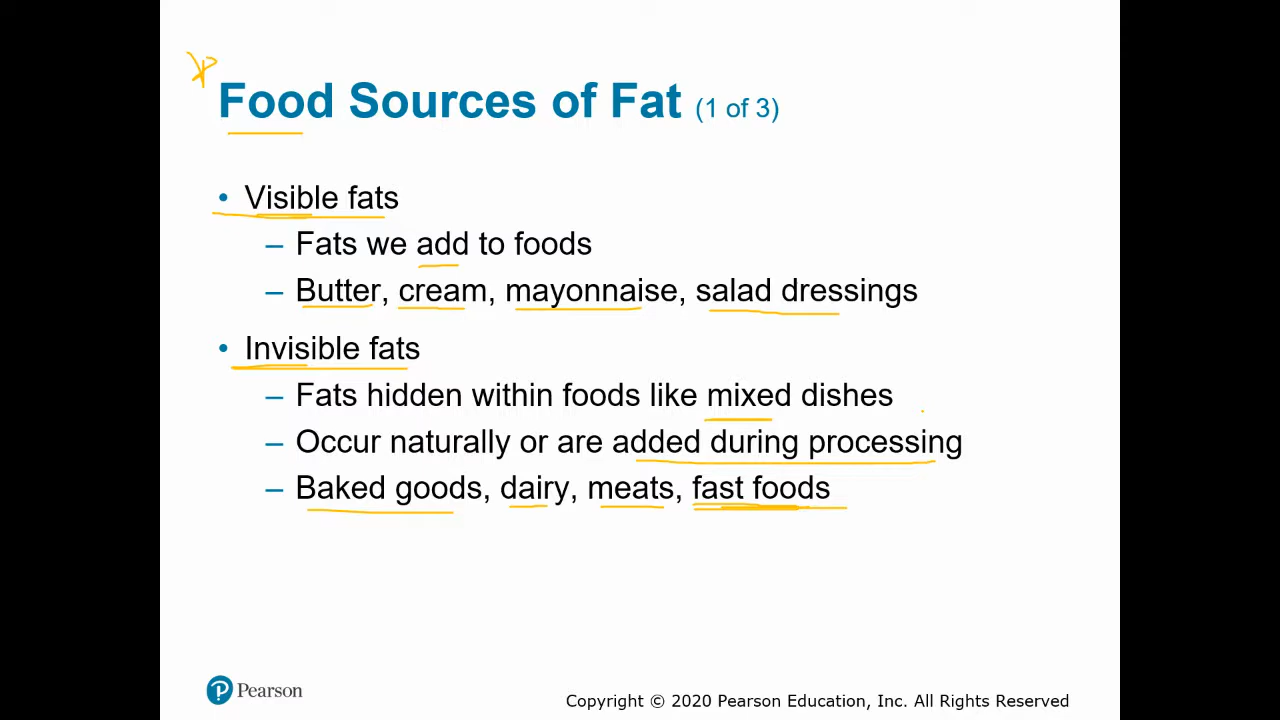 Food Sources of Fat (1 of 3)
• Visible fats
– Fats we add to foods
– Butter, cream, mayonnaise, salad dressings
• Invisible fats
– Fats hidden within foods like mixed dishes
– Occur naturally or are added during processing
– Baked goods, dairy, meats, fast foods
Pearson
Copyright © 2020 Pearson Education, Inc. All Rights Reserved